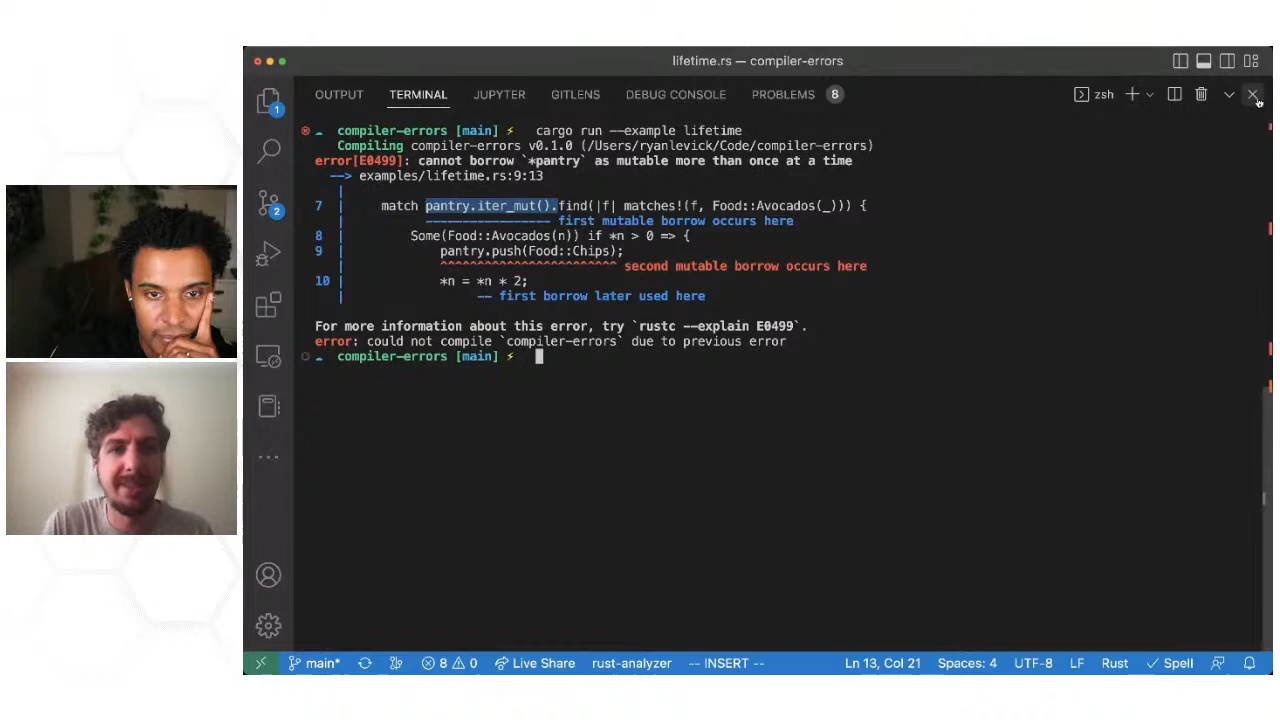 lifetime.rs — compiler-errors
OUTPUT TERMINAL JUPYTER GITLENS DEBUG CONSOLE PROBLEMS 8 zsh
1
2
compiler-errors [main] ⚡ cargo run --example lifetime
Compiling compiler-errors v0.1.0 (/Users/ryanlevick/Code/compiler-errors)
error[E0499]: cannot borrow `*pantry` as mutable more than once at a time
--> examples/lifetime.rs:9:13
|
7 | match pantry.iter_mut().find(|f| matches!(f, Food::Avocados(_))) {
| ----------------- first mutable borrow occurs here
8 | Some(Food::Avocados(n)) if *n > 0 => {
9 | pantry.push(Food::Chips);
| ^^^^^^^^^^^^^^^^^^^^^^^^ second mutable borrow occurs here
10 | *n = *n * 2;
| -- first borrow later used here
For more information about this error, try `rustc --explain E0499`.
error: could not compile `compiler-errors` due to previous error
compiler-errors [main] ⚡
main* 8 0 Live Share rust-analyzer -- INSERT -- Ln 13, Col 21 Spaces: 4 UTF-8 LF Rust Spell